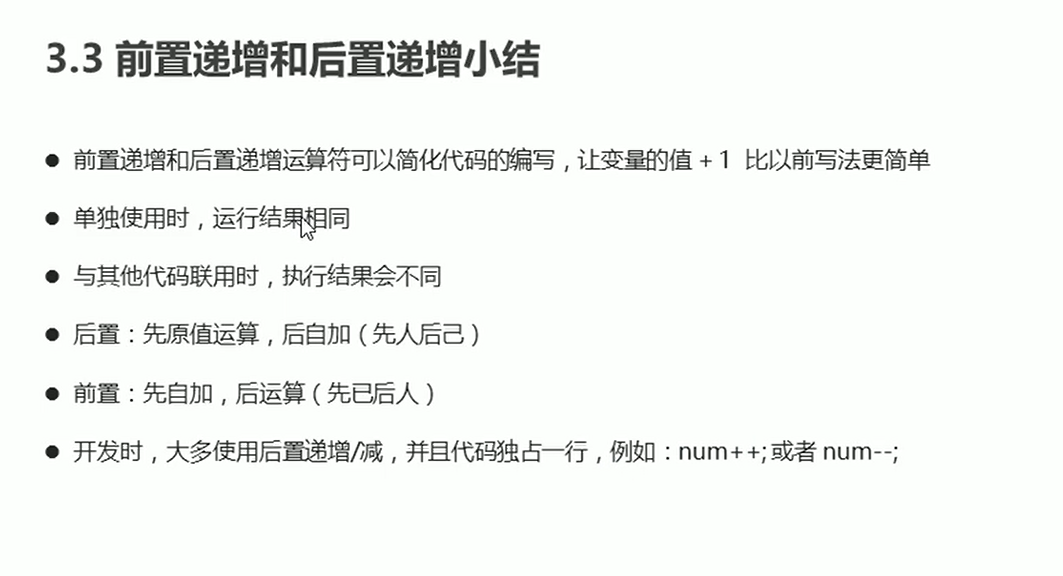 3.3 前置递增和后置递增小结
● 前置递增和后置递增运算符可以简化代码的编写，让变量的值 + 1 比以前写法更简单
● 单独使用时，运行结果相同
● 与其他代码联用时，执行结果会不同
● 后置：先原值运算，后自加（先人后己）
● 前置：先自加，后运算（先已后人）
● 开发时，大多使用后置递增/减，并且代码独占一行，例如：num++; 或者 num--;